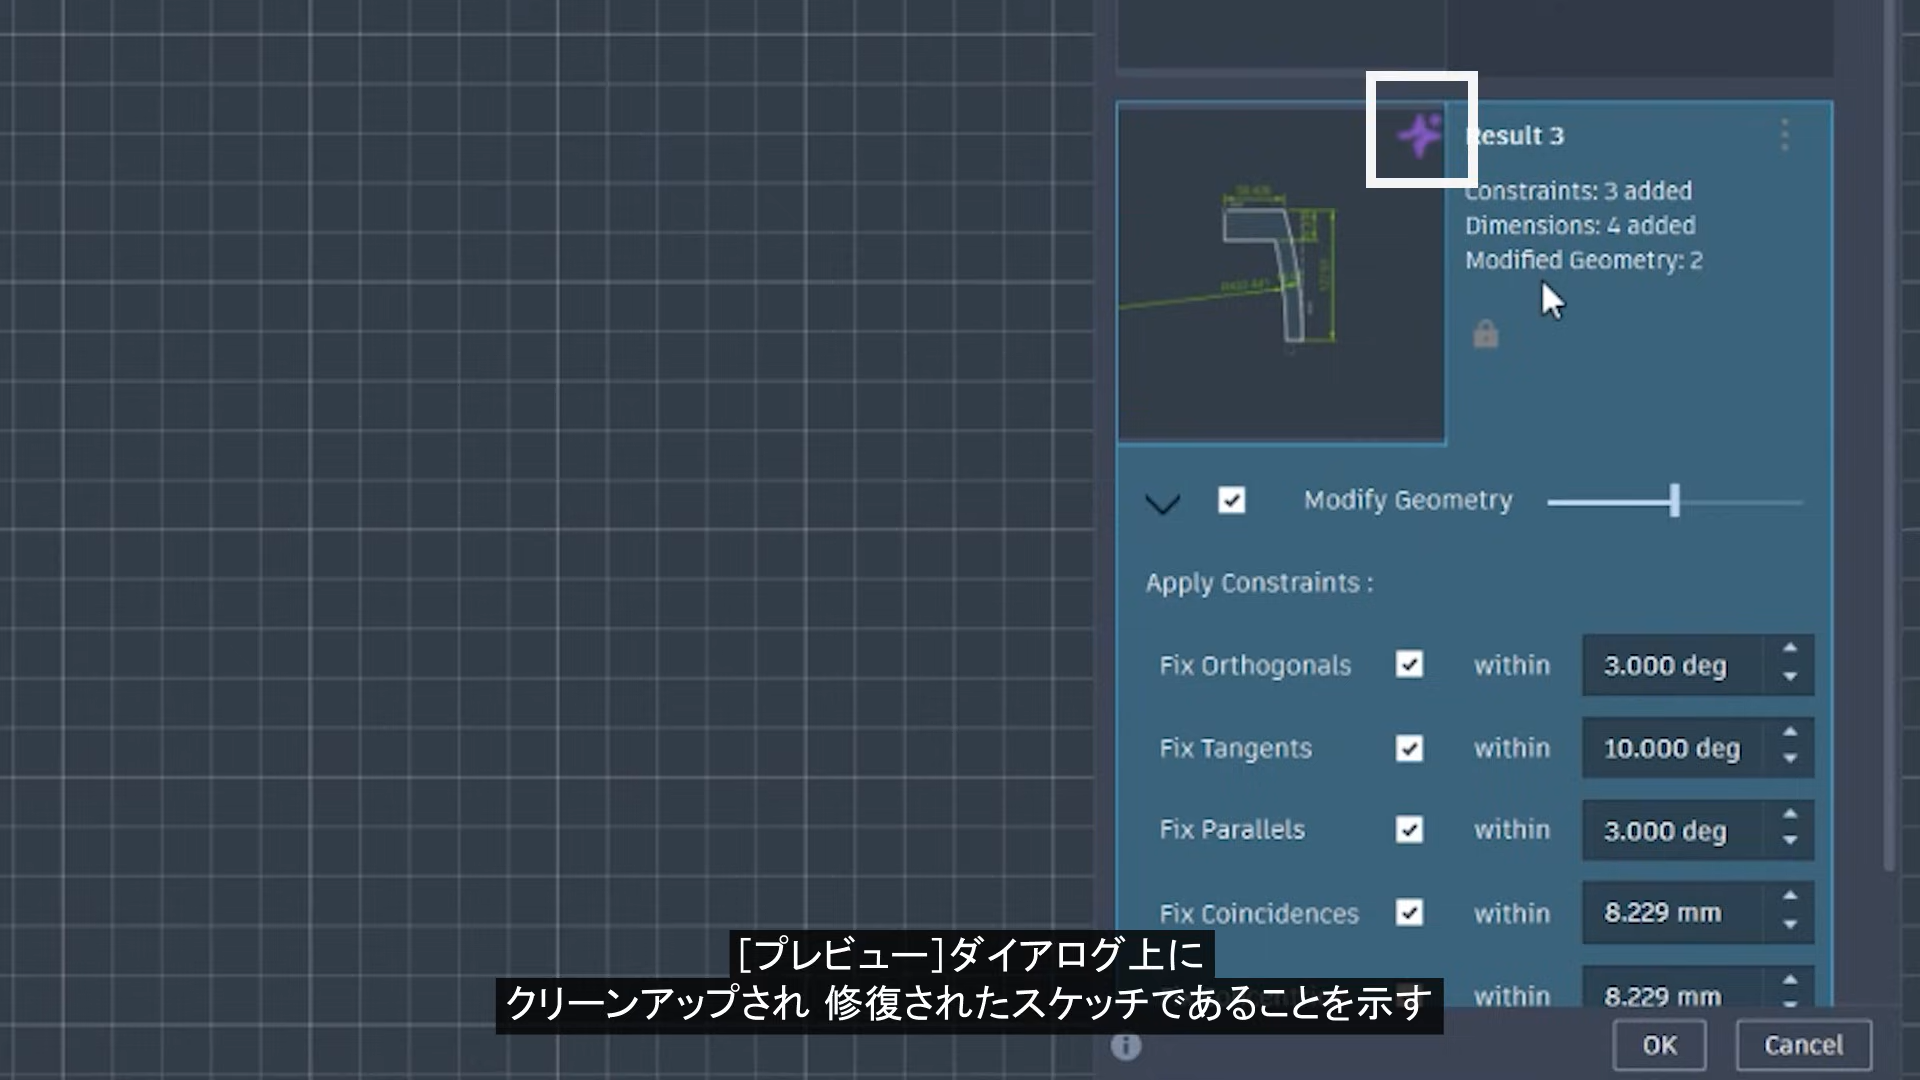 Result 3
Constraints: 3 added
Dimensions: 4 added
Modified Geometry: 2
Modify Geometry
Apply Constraints :
Fix Orthogonals within 3.000 deg
Fix Tangents within 10.000 deg
Fix Parallels within 3.000 deg
Fix Coincidences within 8.229 mm
within 8.229 mm
[プレビュー]ダイアログ上に
クリーンアップされ 修復されたスケッチであることを示す
OK Cancel